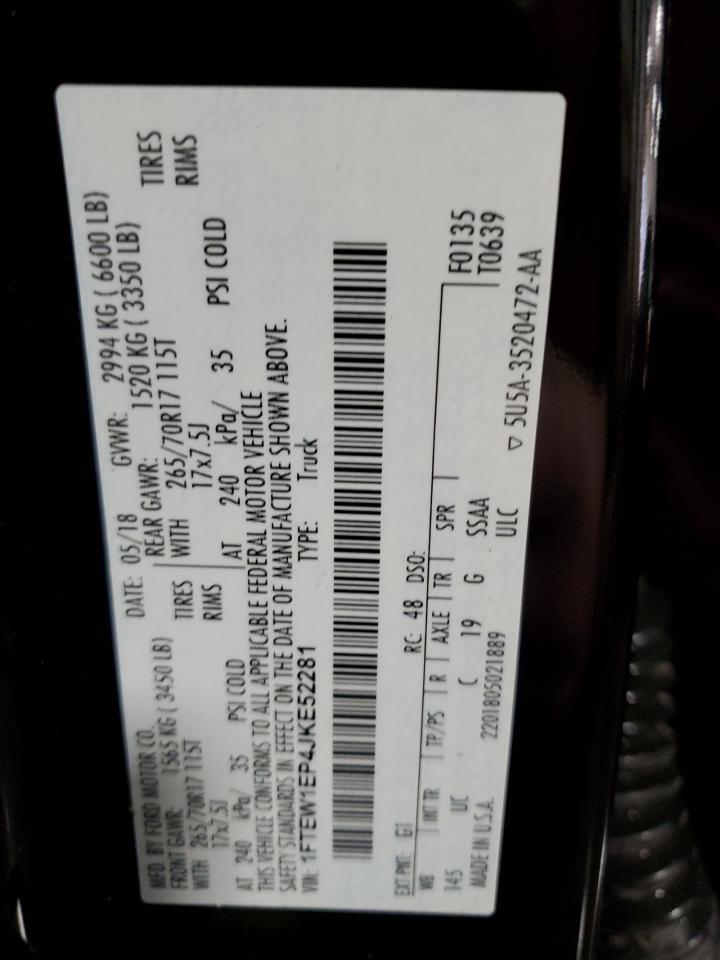 MFD. BY FORD MOTOR CO.
DATE: 05/18 GVWR: 2994 KG ( 6600 LB)
FRONT GAWR: 1565 KG ( 3450 LB) REAR GAWR: 1520 KG ( 3350 LB)
WITH 265/70R17 115T TIRES WITH 265/70R17 115T TIRES
17x7.5J RIMS 17x7.5J RIMS
AT 240 kPa/ 35 PSI COLD AT 240 kPa/ 35 PSI COLD
THIS VEHICLE CONFORMS TO ALL APPLICABLE FEDERAL MOTOR VEHICLE
SAFETY STANDARDS IN EFFECT ON THE DATE OF MANUFACTURE SHOWN ABOVE.
VIN: 1FTEW1EP4JKE52281 TYPE: Truck
EXT PNT: G1 RC: 48 DSO: F0135
WB INT TR TP/PS R AXLE TR SPR T0639
145 UC C 19 G SSAA
ULC
MADE IN U.S.A. 2201805021889
▽ 5U5A-3520472-AA